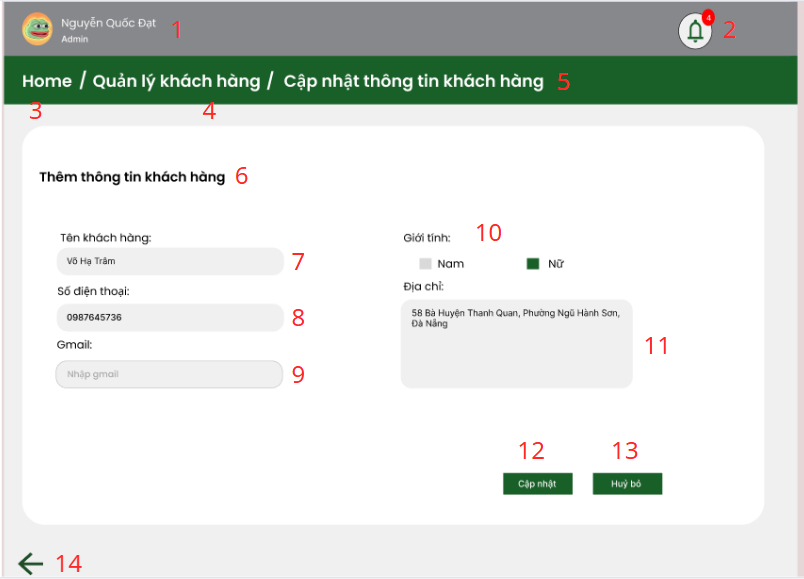 Nguyễn Quốc Đạt 1
Admin
4
2
Home / Quản lý khách hàng / Cập nhật thông tin khách hàng 5
3 4
Thêm thông tin khách hàng 6
Tên khách hàng:
Võ Hạ Trâm 7
Số điện thoại:
0987645736 8
Gmail:
Nhập gmail 9
Giới tính: 10
Nam Nữ
Địa chỉ:
58 Bà Huyện Thanh Quan, Phường Ngũ Hành Sơn,
Đà Nẵng
11
12 13
Cập nhật Huỷ bỏ
14